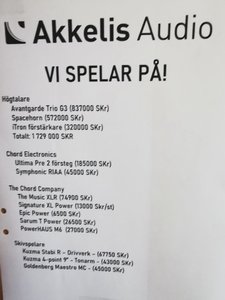 Akkelis Audio
VI SPELAR PÅ!
Högtalare
Avantgarde Trio G3 (837000 SKr)
Spacehorn (572000 SKr)
iTron förstärkare (320000 SKr)
Totalt: 1 729 000 SKR
Chord Electronics
Ultima Pre 2 försteg (185000 SKr)
Symphonic RIAA (45000 SKr)
The Chord Company
The Music XLR (74900 SKr)
Signature XL Power (13000 Skr/st)
Epic Power (6500 SKr)
Sarum T Power (26500 SKr)
PowerHAUS M6 (27000 SKr)
Skivspelare
Kuzma Stabi R - Drivverk - (67750 SKr)
Kuzma 4-point 9" - Tonarm - (43000 SKr)
Goldenberg Maestro MC - (45000 SKr)